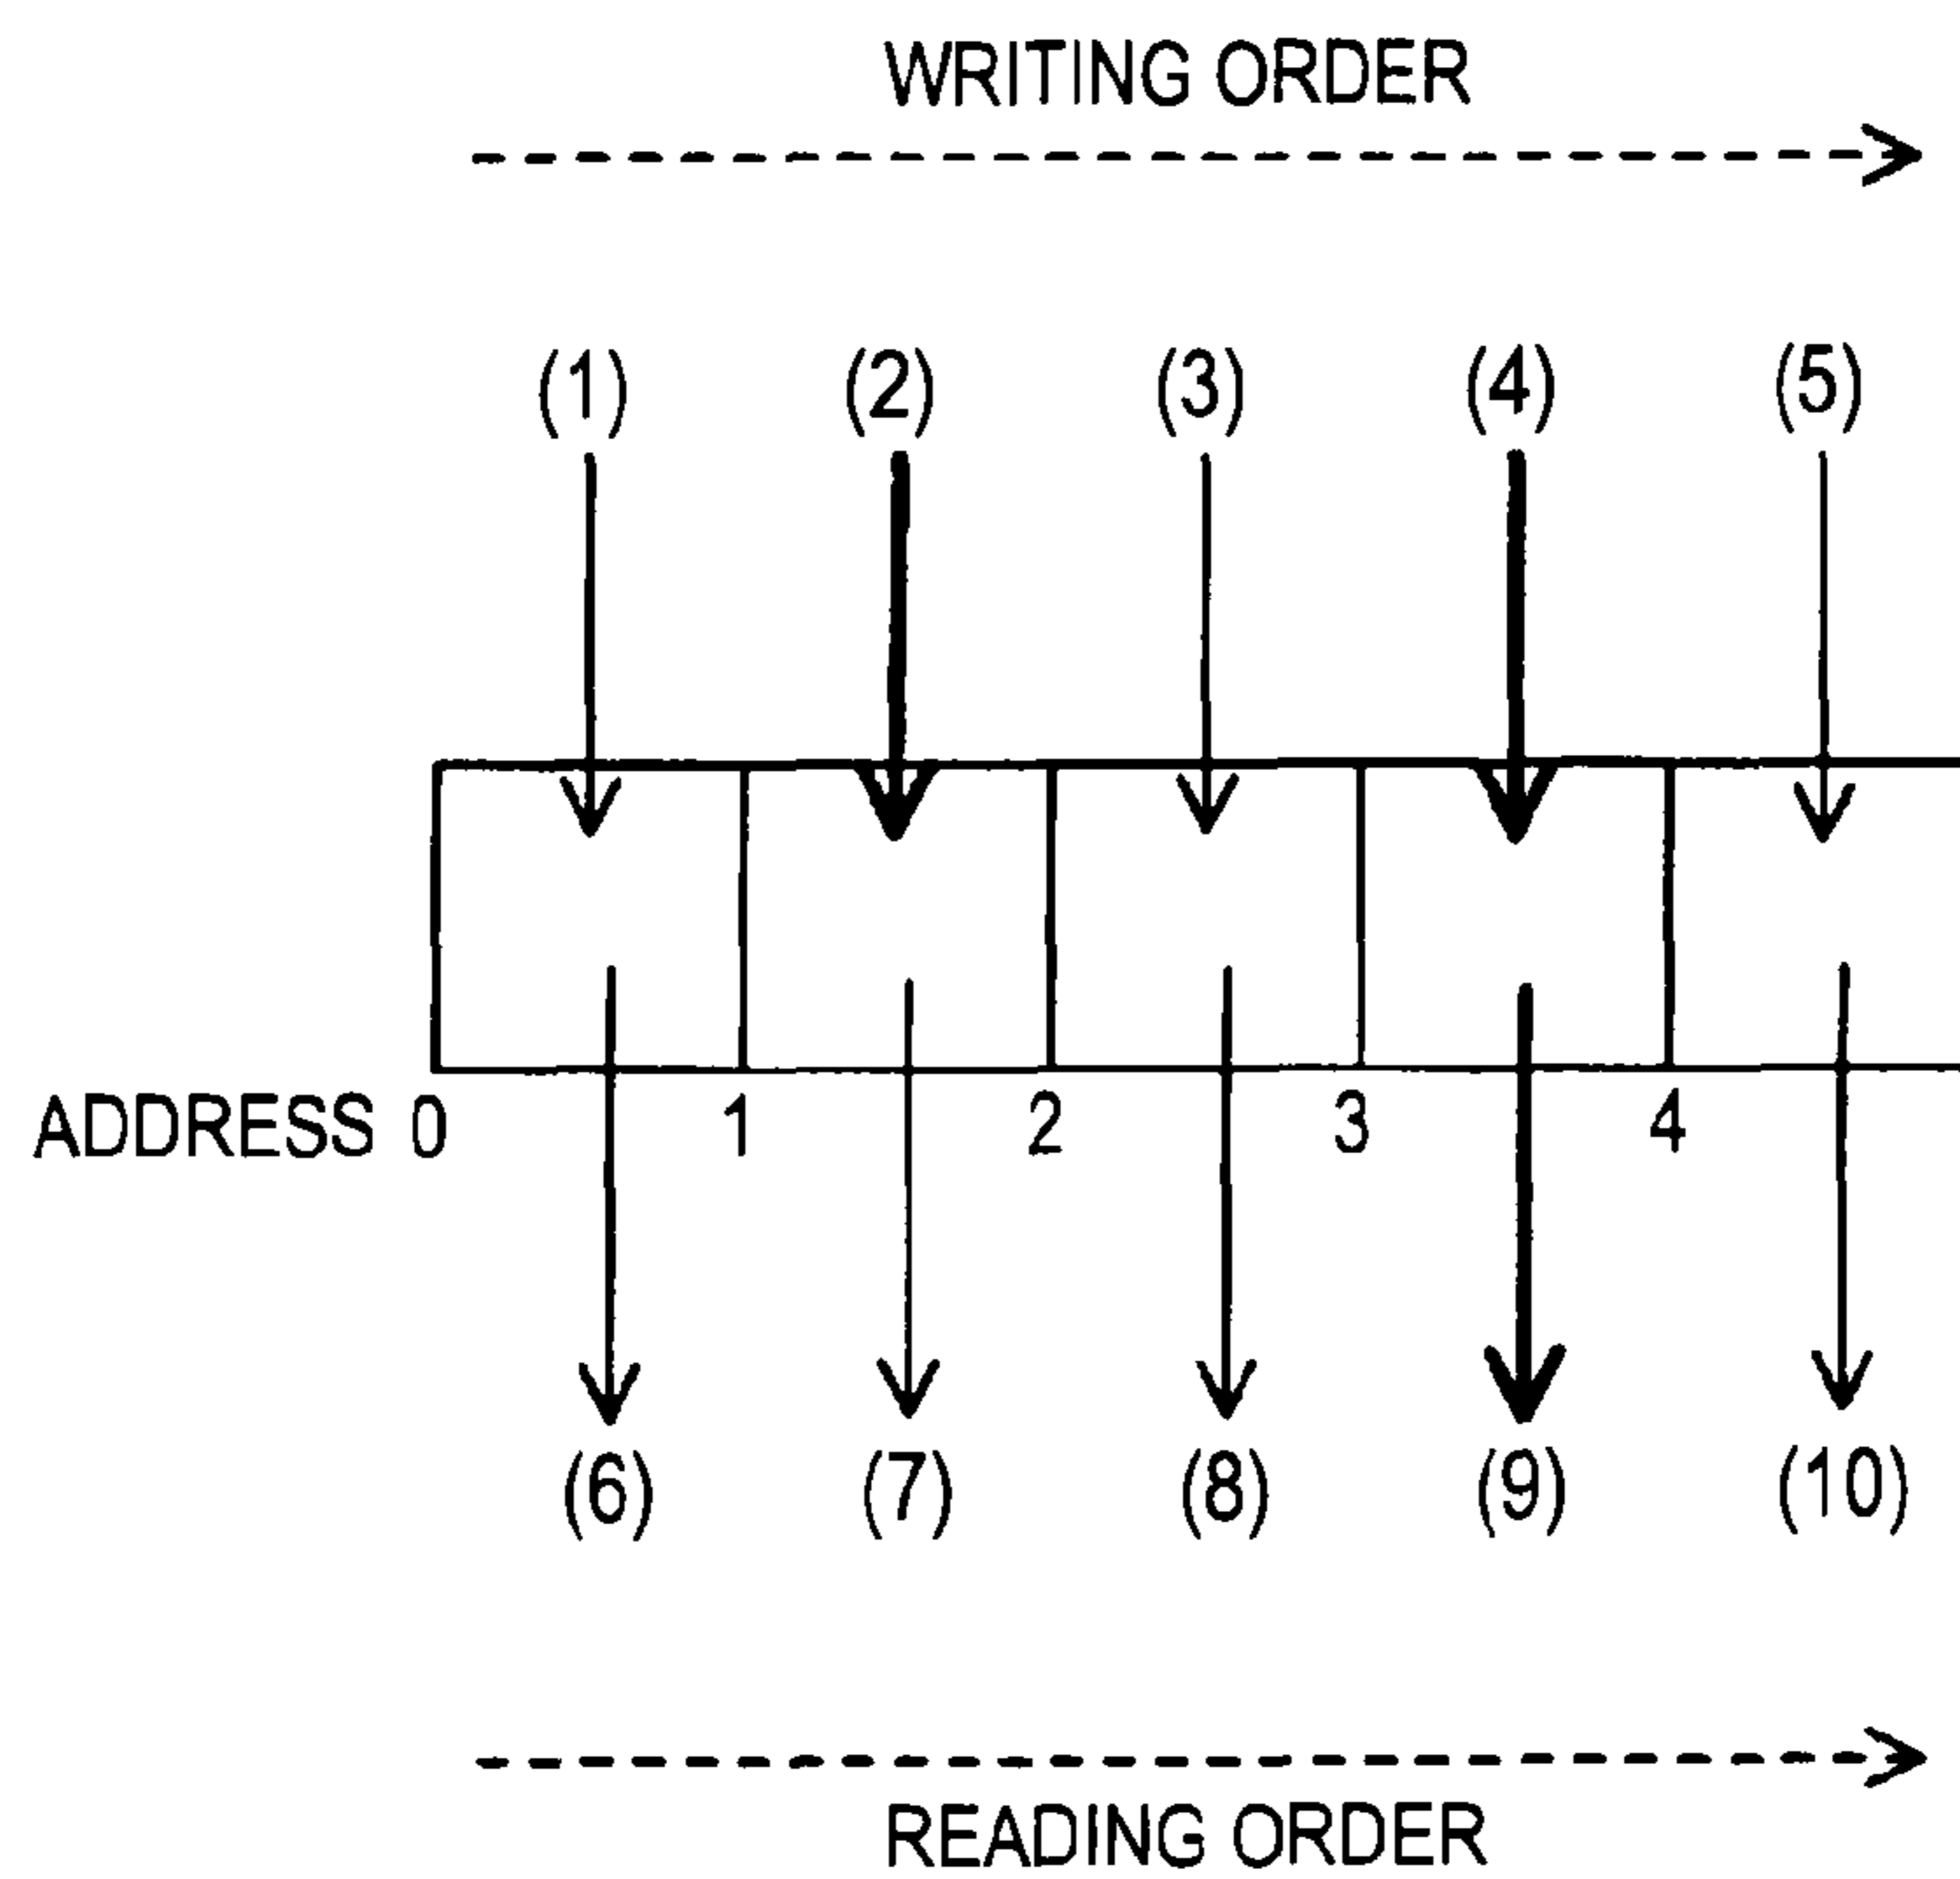 WRITING ORDER
(1) (2) (3) (4) (5)
ADDRESS 0 1 2 3 4
(6) (7) (8) (9) (10)
READING ORDER